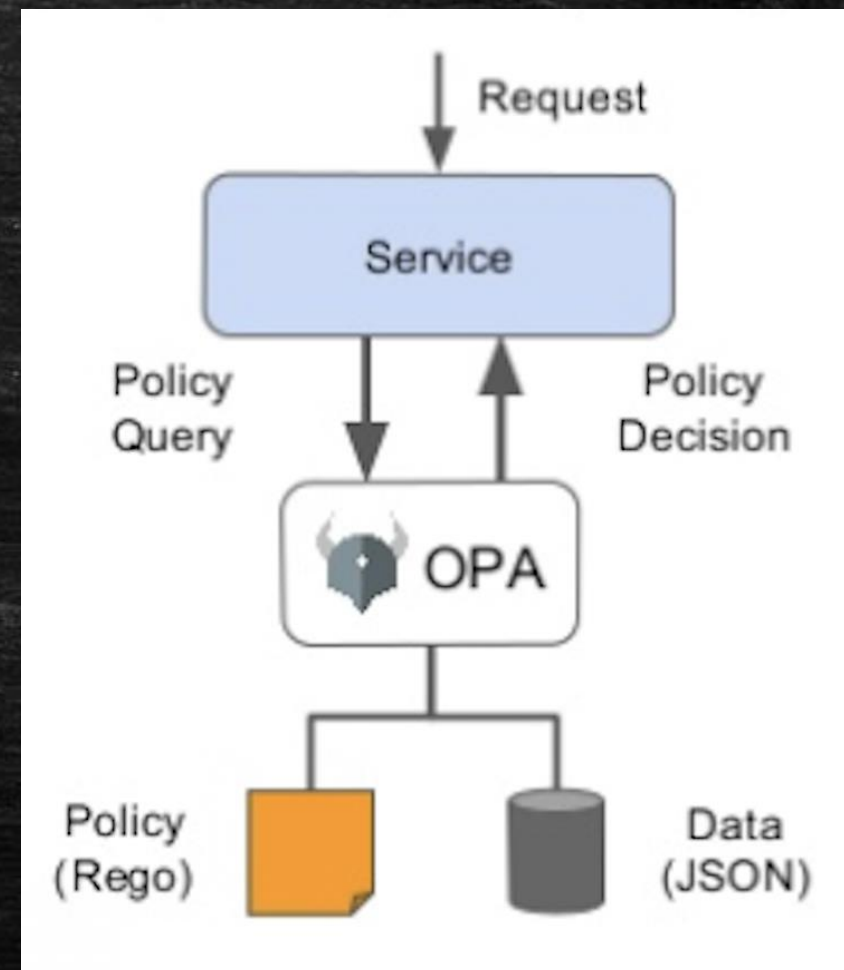 Request
Service
Policy
Query
Policy
Decision
OPA
Policy
(Rego)
Data
(JSON)